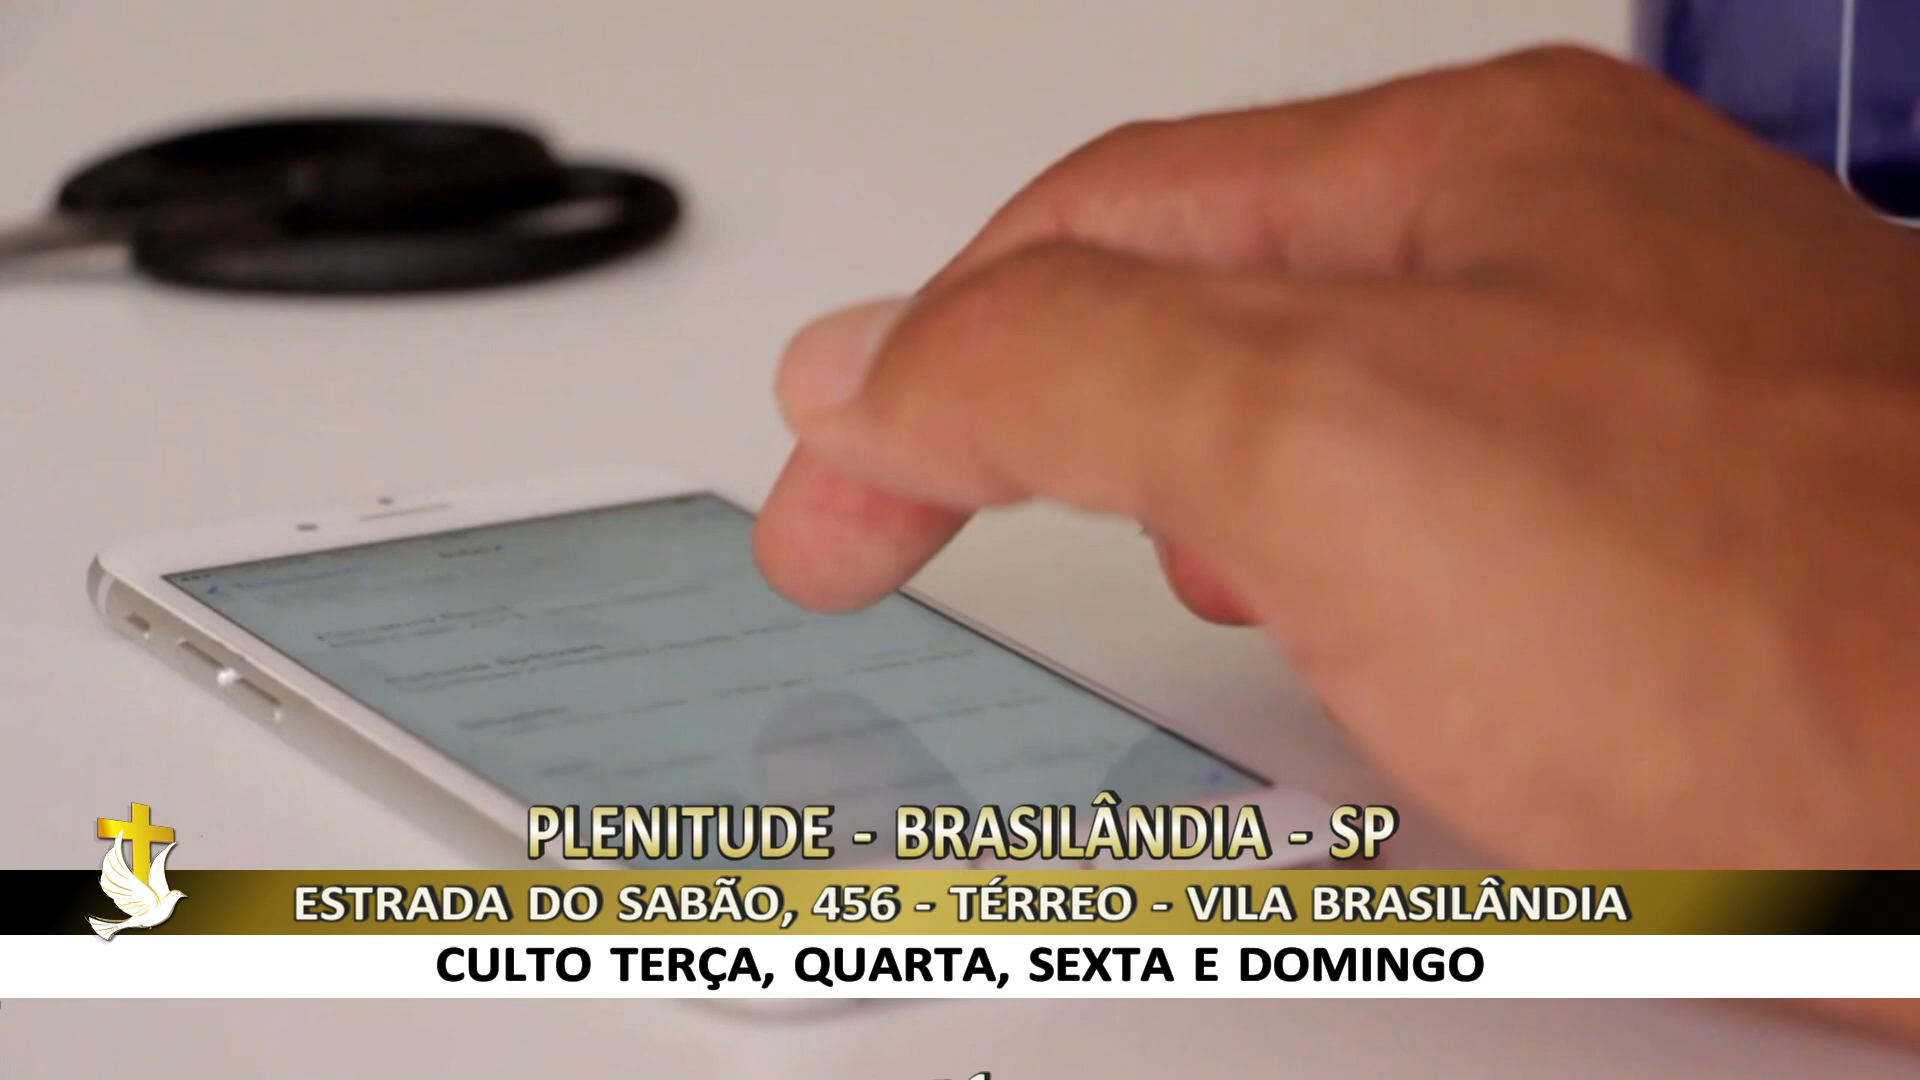 PLENITUDE - BRASILÂNDIA - SP
ESTRADA DO SABÃO, 456 - TÉRREO - VILA BRASILÂNDIA
CULTO TERÇA, QUARTA, SEXTA E DOMINGO